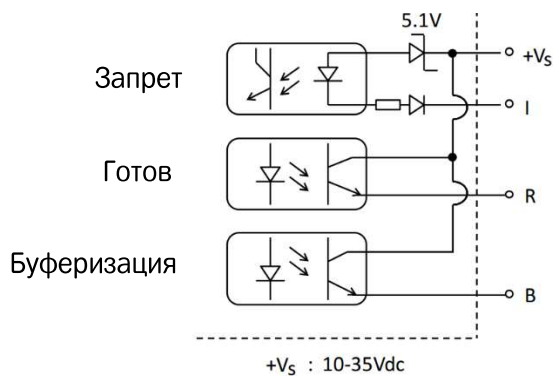 5.1V
Запрет
+Vs
I
Готов
R
Буферизация
B
+Vs : 10-35Vdc